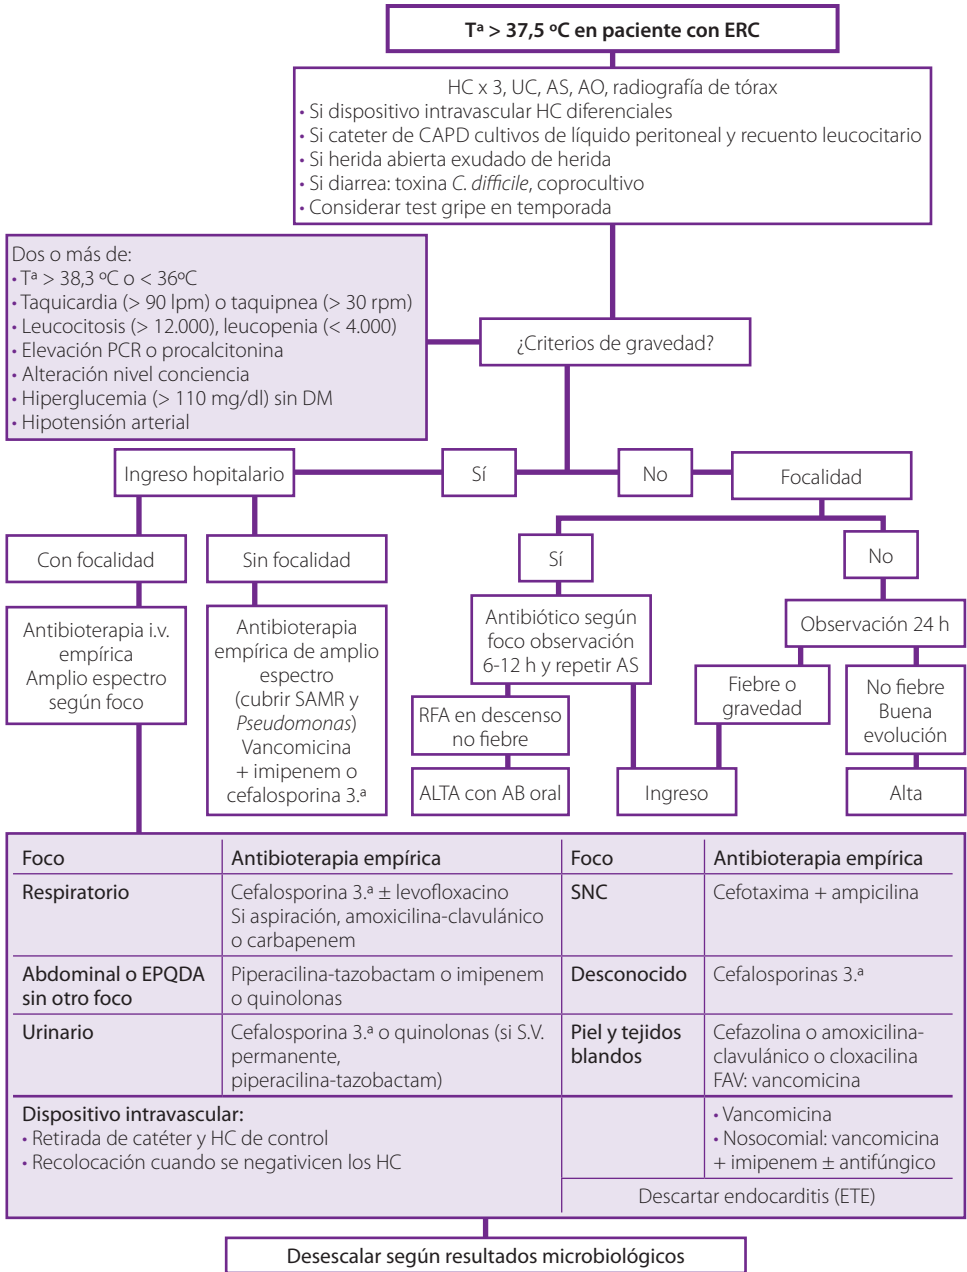 Tª > 37,5 ºC en paciente con ERC
HC x 3, UC, AS, AO, radiografía de tórax
• Si dispositivo intravascular HC diferenciales
• Si cateter de CAPD cultivos de líquido peritoneal y recuento leucocitario
• Si herida abierta exudado de herida
• Si diarrea: toxina C. difficile, coprocultivo
• Considerar test gripe en temporada
Dos o más de:
• Tª > 38,3 ºC o < 36ºC
• Taquicardia (> 90 lpm) o taquipnea (> 30 rpm)
• Leucocitosis (> 12.000), leucopenia (< 4.000)
• Elevación PCR o procalcitonina
• Alteración nivel conciencia
• Hiperglucemia (> 110 mg/dl) sin DM
• Hipotensión arterial
¿Criterios de gravedad?
Ingreso hopitalario
Sí
No
Focalidad
Con focalidad
Sin focalidad
Sí
No
Antibioterapia i.v.
empírica
Amplio espectro
según foco
Antibioterapia
empírica de amplio
espectro
(cubrir SAMR y
Pseudomonas)
Vancomicina
+ imipenem o
cefalosporina 3.ª
Antibiótico según
foco observación
6-12 h y repetir AS
Observación 24 h
RFA en descenso
no fiebre
Fiebre o
gravedad
No fiebre
Buena
evolución
ALTA con AB oral
Ingreso
Alta
Foco
Antibioterapia empírica
Foco
Antibioterapia empírica
Respiratorio
Cefalosporina 3.ª ± levofloxacino
Si aspiración, amoxicilina-clavulánico
o carbapenem
SNC
Cefotaxima + ampicilina
Abdominal o EPQDA
sin otro foco
Piperacilina-tazobactam o imipenem
o quinolonas
Desconocido
Cefalosporinas 3.ª
Urinario
Cefalosporina 3.ª o quinolonas (si S.V.
permanente,
piperacilina-tazobactam)
Piel y tejidos
blandos
Cefazolina o amoxicilina-
clavulánico o cloxacilina
FAV: vancomicina
Dispositivo intravascular:
• Retirada de catéter y HC de control
• Recolocación cuando se negativicen los HC
• Vancomicina
• Nosocomial: vancomicina
+ imipenem ± antifúngico
Descartar endocarditis (ETE)
Desescalar según resultados microbiológicos